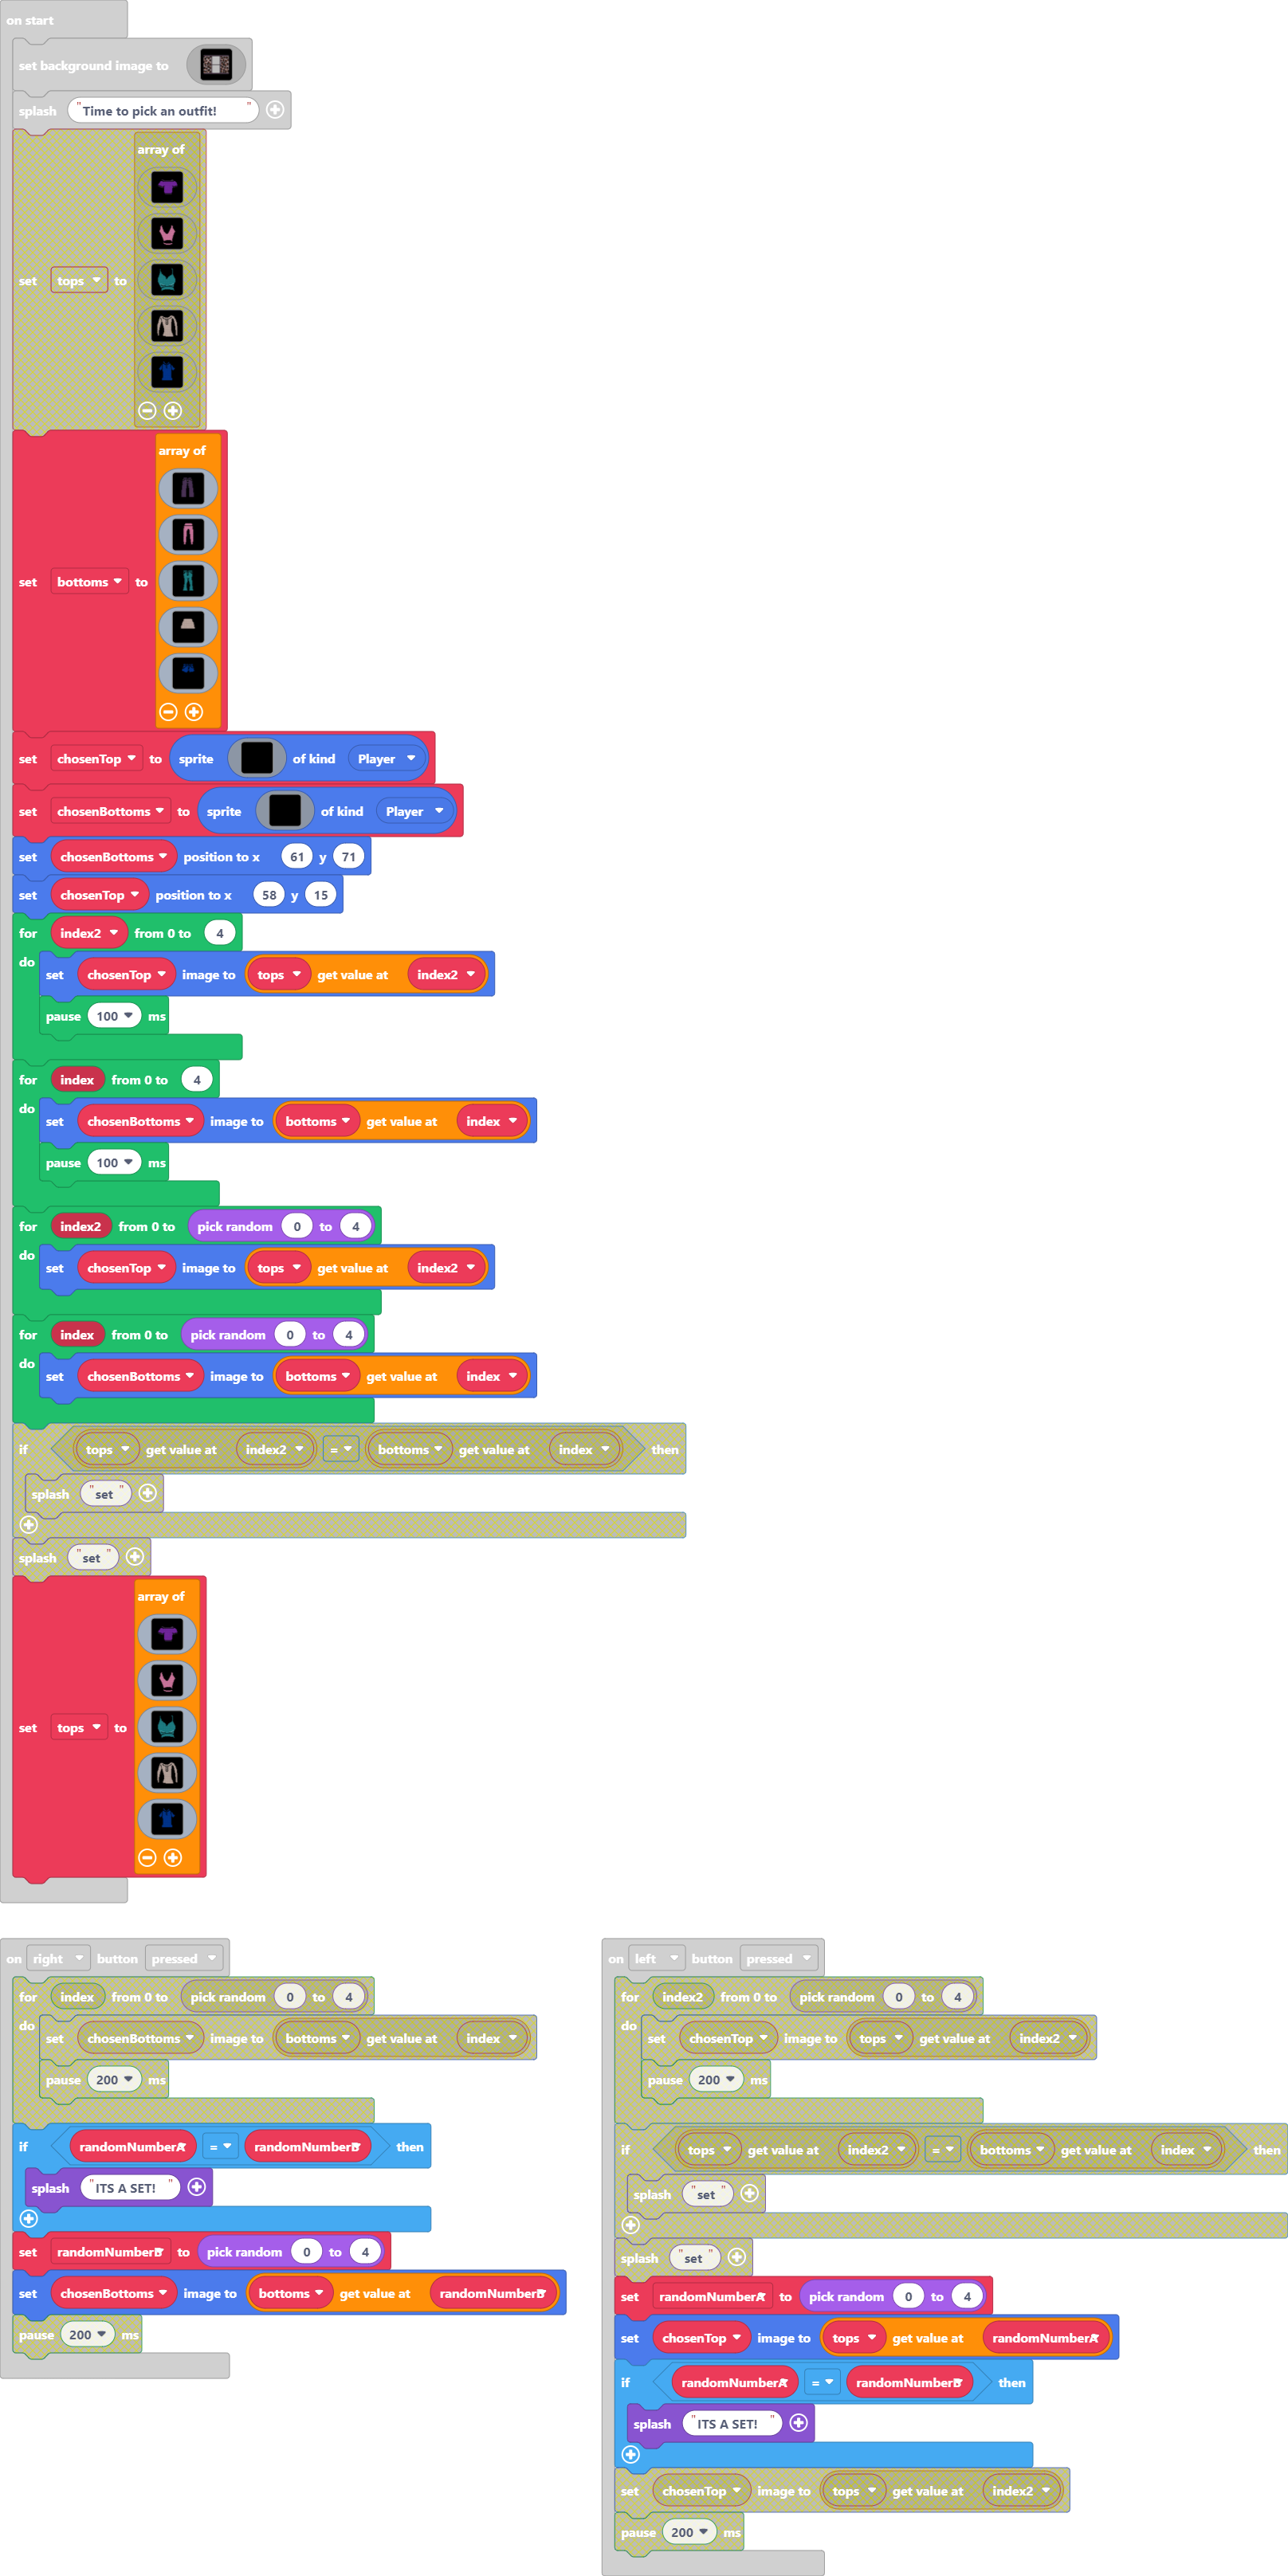 on start
set background image to
splash "Time to pick an outfit!"
array of
set tops to
array of
set bottoms to
set chosenTop to sprite of kind Player
set chosenBottoms to sprite of kind Player
set chosenBottoms position to x 61 y 71
set chosenTop position to x 58 y 15
for index2 from 0 to 4
do
set chosenTop image to tops get value at index2
pause 100 ms
for index from 0 to 4
do
set chosenBottoms image to bottoms get value at index
pause 100 ms
for index2 from 0 to pick random 0 to 4
do
set chosenTop image to tops get value at index2
for index from 0 to pick random 0 to 4
do
set chosenBottoms image to bottoms get value at index
if tops get value at index2 = bottoms get value at index then
splash "set"
splash "set"
array of
set tops to
on right button pressed
for index from 0 to pick random 0 to 4
do
set chosenBottoms image to bottoms get value at index
pause 200 ms
if randomNumberA = randomNumberB then
splash "ITS A SET!"
set randomNumberB to pick random 0 to 4
set chosenBottoms image to bottoms get value at randomNumberB
pause 200 ms
on left button pressed
for index2 from 0 to pick random 0 to 4
do
set chosenTop image to tops get value at index2
pause 200 ms
if tops get value at index2 = bottoms get value at index then
splash "set"
splash "set"
set randomNumberA to pick random 0 to 4
set chosenTop image to tops get value at randomNumberA
if randomNumberA = randomNumberB then
splash "ITS A SET!"
set chosenTop image to tops get value at index2
pause 200 ms